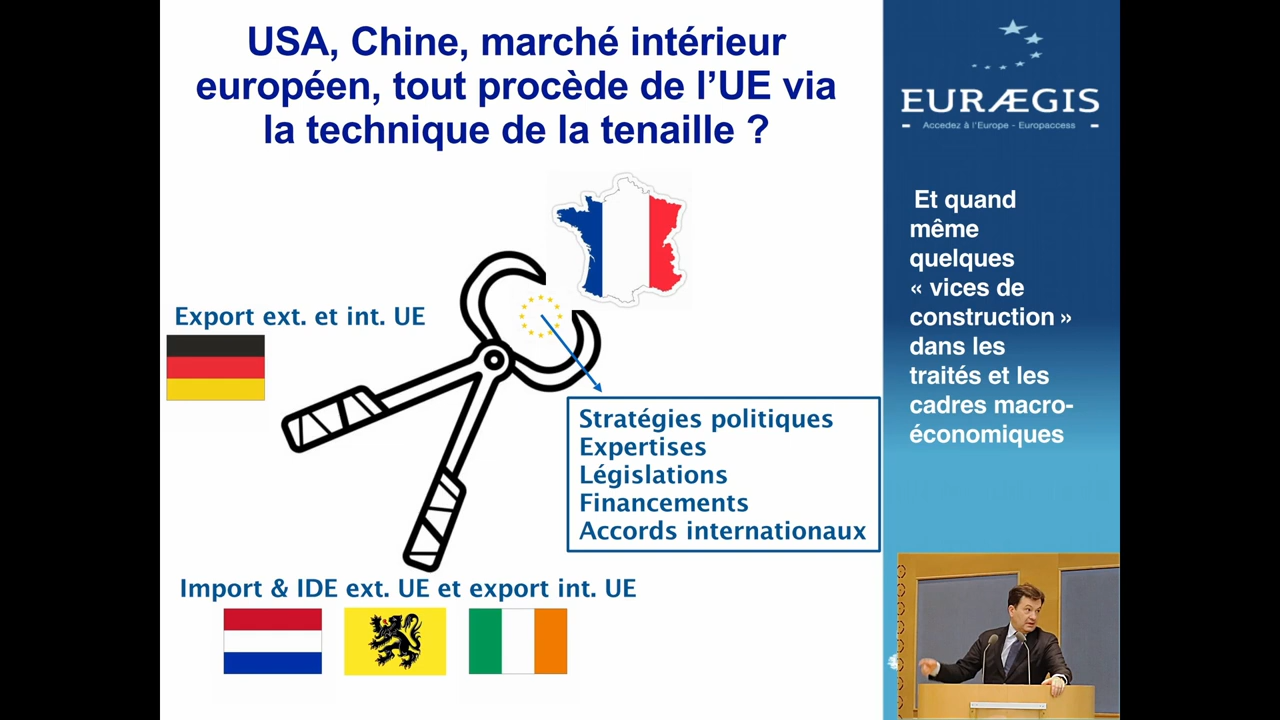 USA, Chine, marché intérieur
européen, tout procède de l’UE via
la technique de la tenaille ?
Export ext. et int. UE
Stratégies politiques
Expertises
Législations
Financements
Accords internationaux
Import & IDE ext. UE et export int. UE
EURÆGIS
Accedez à l'Europe - Europaccess
Et quand
même
quelques
« vices de
construction »
dans les
traités et les
cadres macro-
économiques